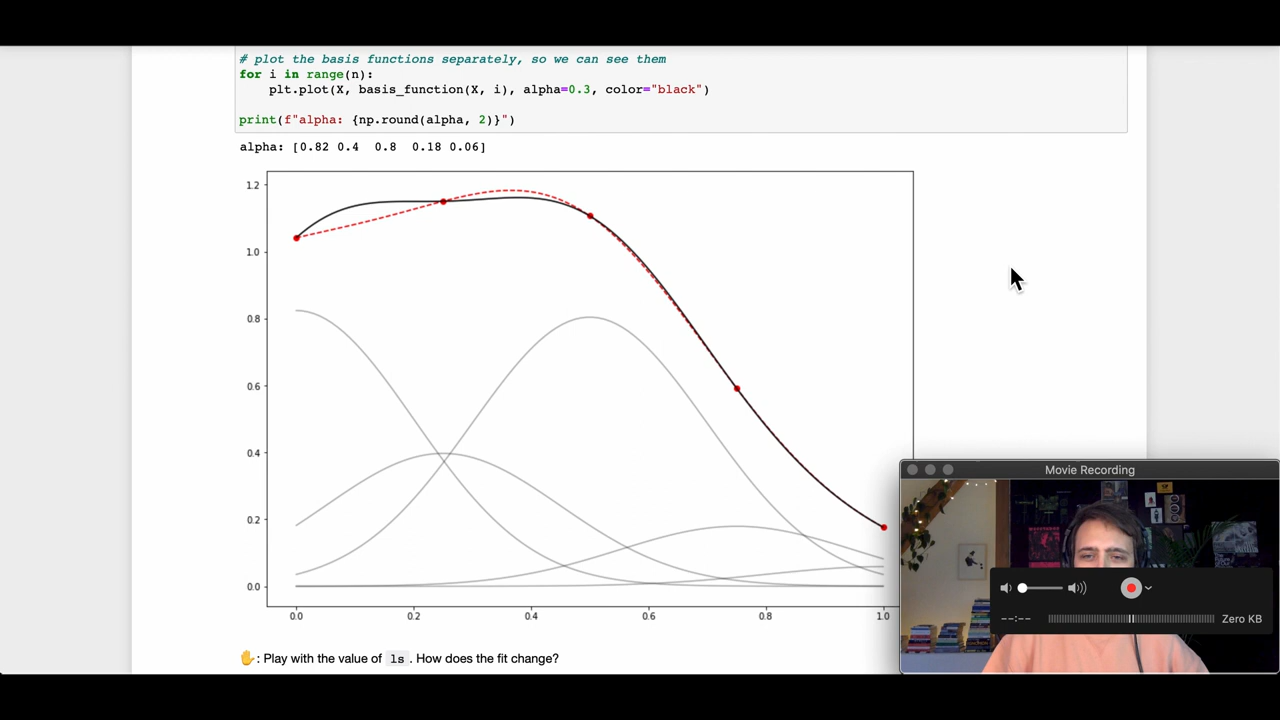 # plot the basis functions separately, so we can see them
for i in range(n):
plt.plot(X, basis_function(X, i), alpha=0.3, color="black")
print(f"alpha: {np.round(alpha, 2)}")
alpha: [0.82 0.4 0.8 0.18 0.06]
1.2
1.0
0.8
0.6
0.4
0.2
0.0
0.0 0.2 0.4 0.6 0.8 1.0
✋: Play with the value of ls. How does the fit change?
Movie Recording
--:-- Zero KB